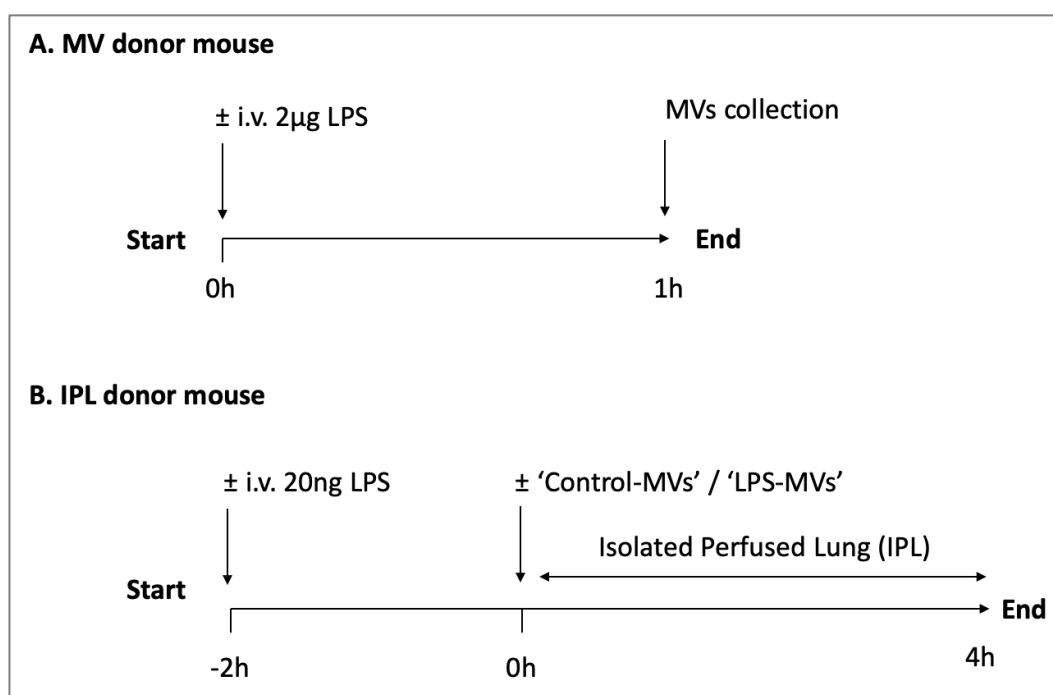 A. MV donor mouse
± i.v. 2µg LPS
MVs collection
Start
End
0h
1h
B. IPL donor mouse
± i.v. 20ng LPS
± ‘Control-MVs’ / ‘LPS-MVs’
Isolated Perfused Lung (IPL)
Start
End
-2h
0h
4h